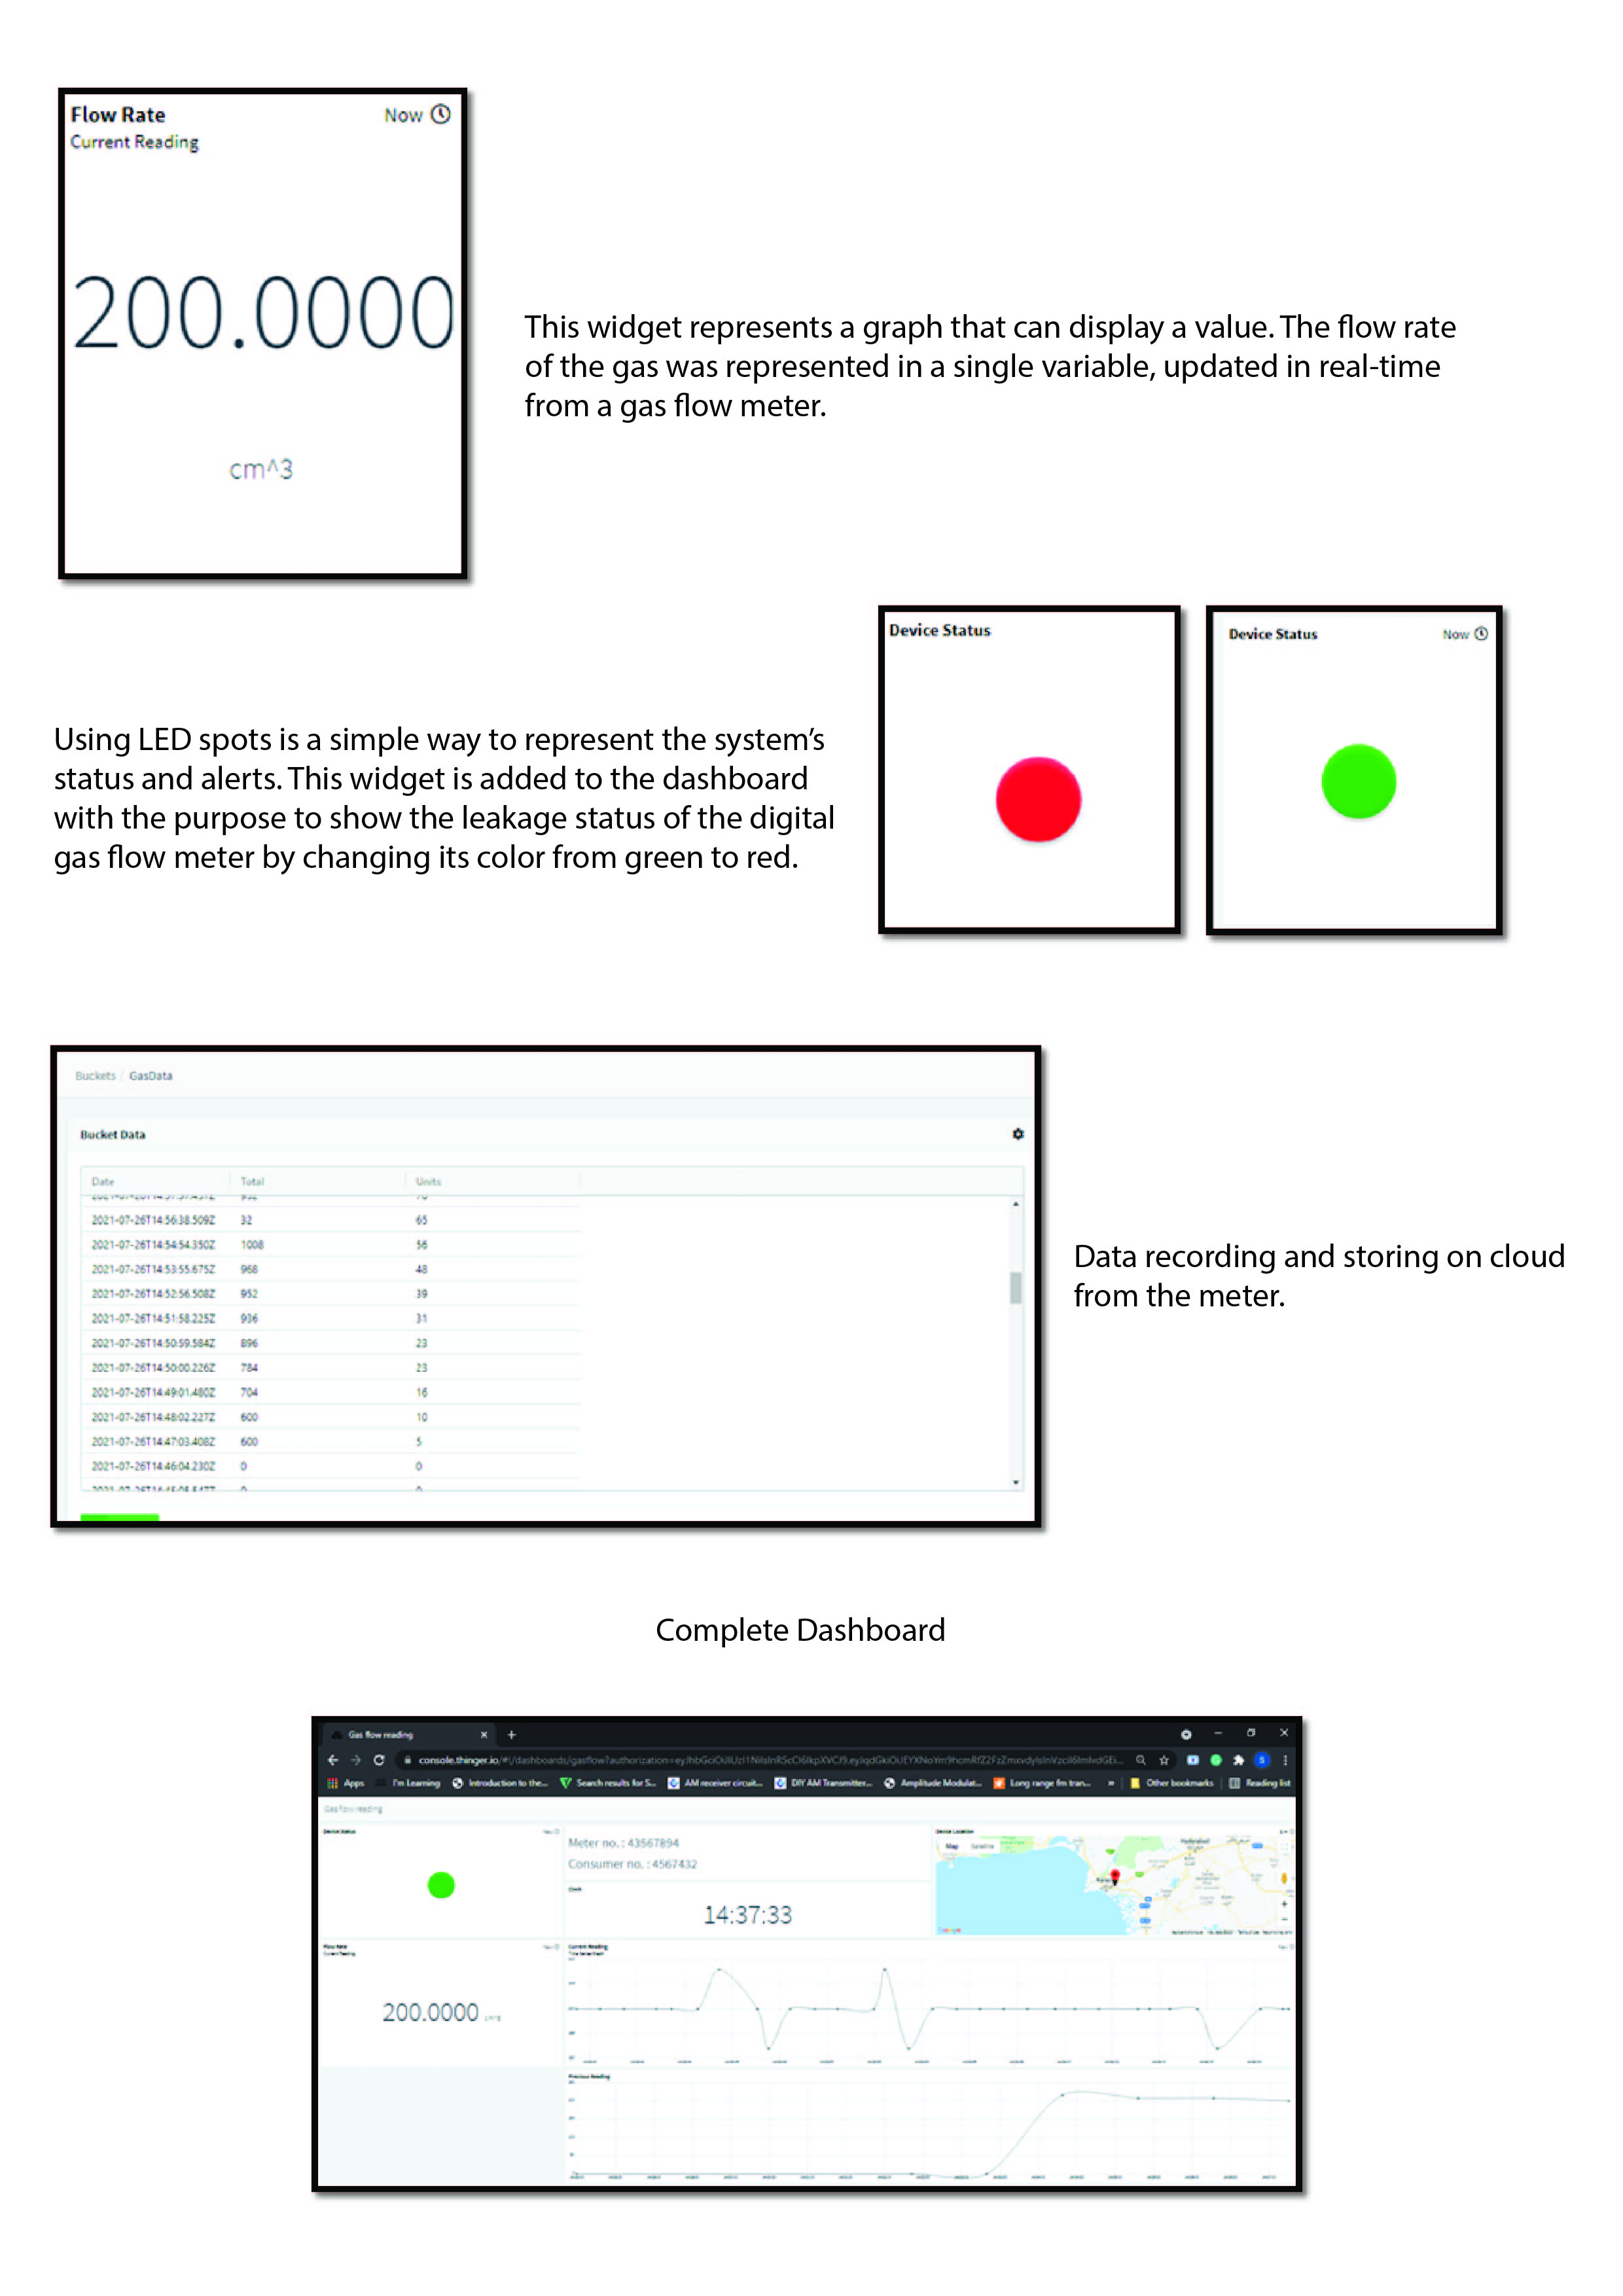 Flow Rate
Now
Current Reading
200.0000
cm^3
This widget represents a graph that can display a value. The flow rate
of the gas was represented in a single variable, updated in real-time
from a gas flow meter.
Device Status
Device Status Now
Using LED spots is a simple way to represent the system's
status and alerts. This widget is added to the dashboard
with the purpose to show the leakage status of the digital
gas flow meter by changing its color from green to red.
Buckets / GasData
Bucket Data
Date Total Units
2021-07-26T14:56:38.509Z 32 65
2021-07-26T14:54:54.350Z 1008 56
2021-07-26T14:53:55.675Z 968 48
2021-07-26T14:52:56.508Z 952 39
2021-07-26T14:51:58.225Z 936 31
2021-07-26T14:50:59.584Z 896 23
2021-07-26T14:50:00.226Z 784 23
2021-07-26T14:49:01.480Z 704 16
2021-07-26T14:48:02.227Z 600 10
2021-07-26T14:47:03.408Z 600 5
2021-07-26T14:46:04.230Z 0 0
Data recording and storing on cloud
from the meter.
Complete Dashboard
Gas flow reading
console.thinger.io/#!/dashboards/gasflow?authorization=
Apps I'm Learning Introduction to the... Search results for S... AM receiver circuit... DIY AM Transmitter... Amplitude Modulat... Long range fm tran... » Other bookmarks Reading list
Gas flow reading
Device Status
Meter no. : 43567894
Consumer no. : 4567432
Clock
14:37:33
Device Location
Map Satellite
Hyderabad
Google
Flow Rate
Current Reading
200.0000
Current Reading
Previous Reading